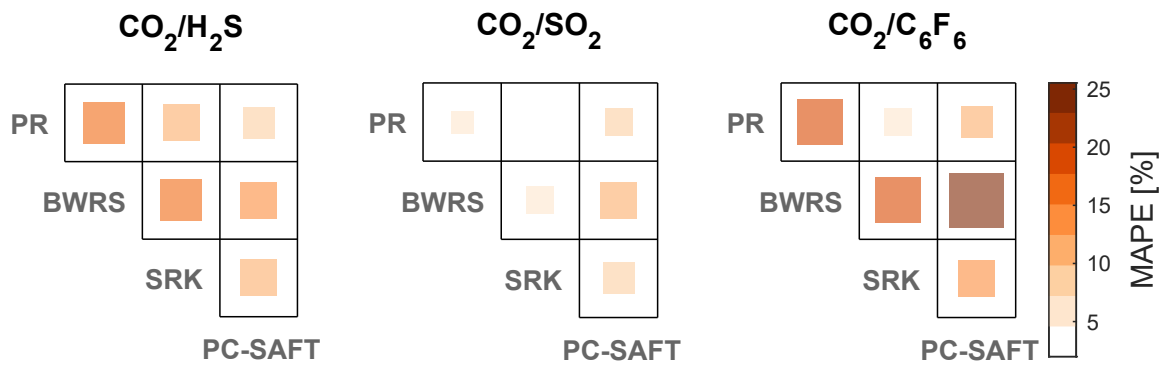 CO₂/H₂S
CO₂/SO₂
CO₂/C₆F₆
PR
BWRS
SRK
PC-SAFT
PR
BWRS
SRK
PC-SAFT
PR
BWRS
SRK
PC-SAFT
25
20
15
10
5
MAPE [%]